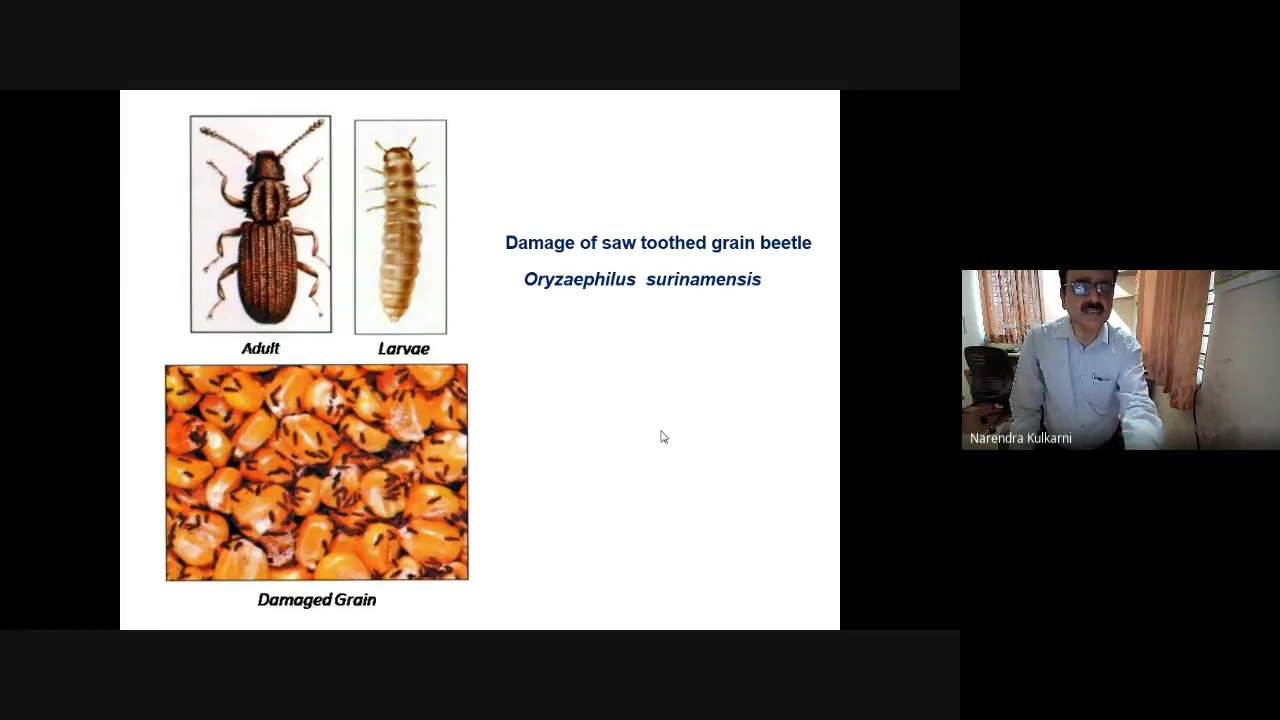 Damage of saw toothed grain beetle
Oryzaephilus surinamensis
Adult
Larvae
Damaged Grain
Narendra Kulkarni